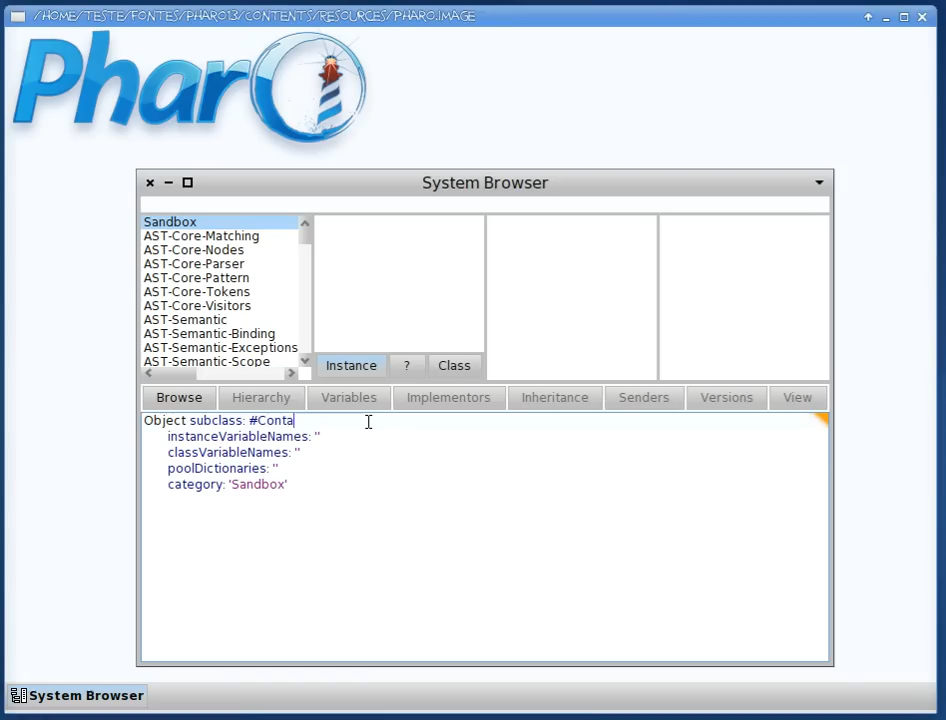 /HOME/TESTE/FONTES/PHARO13/CONTENTS/RESOURCES/PHARO.IMAGE
Pharo
System Browser
Sandbox
AST-Core-Matching
AST-Core-Nodes
AST-Core-Parser
AST-Core-Pattern
AST-Core-Tokens
AST-Core-Visitors
AST-Semantic
AST-Semantic-Binding
AST-Semantic-Exceptions
AST-Semantic-Scope
Instance ? Class
Browse Hierarchy Variables Implementors Inheritance Senders Versions View
Object subclass: #Conta
instanceVariableNames: ''
classVariableNames: ''
poolDictionaries: ''
category: 'Sandbox'
System Browser